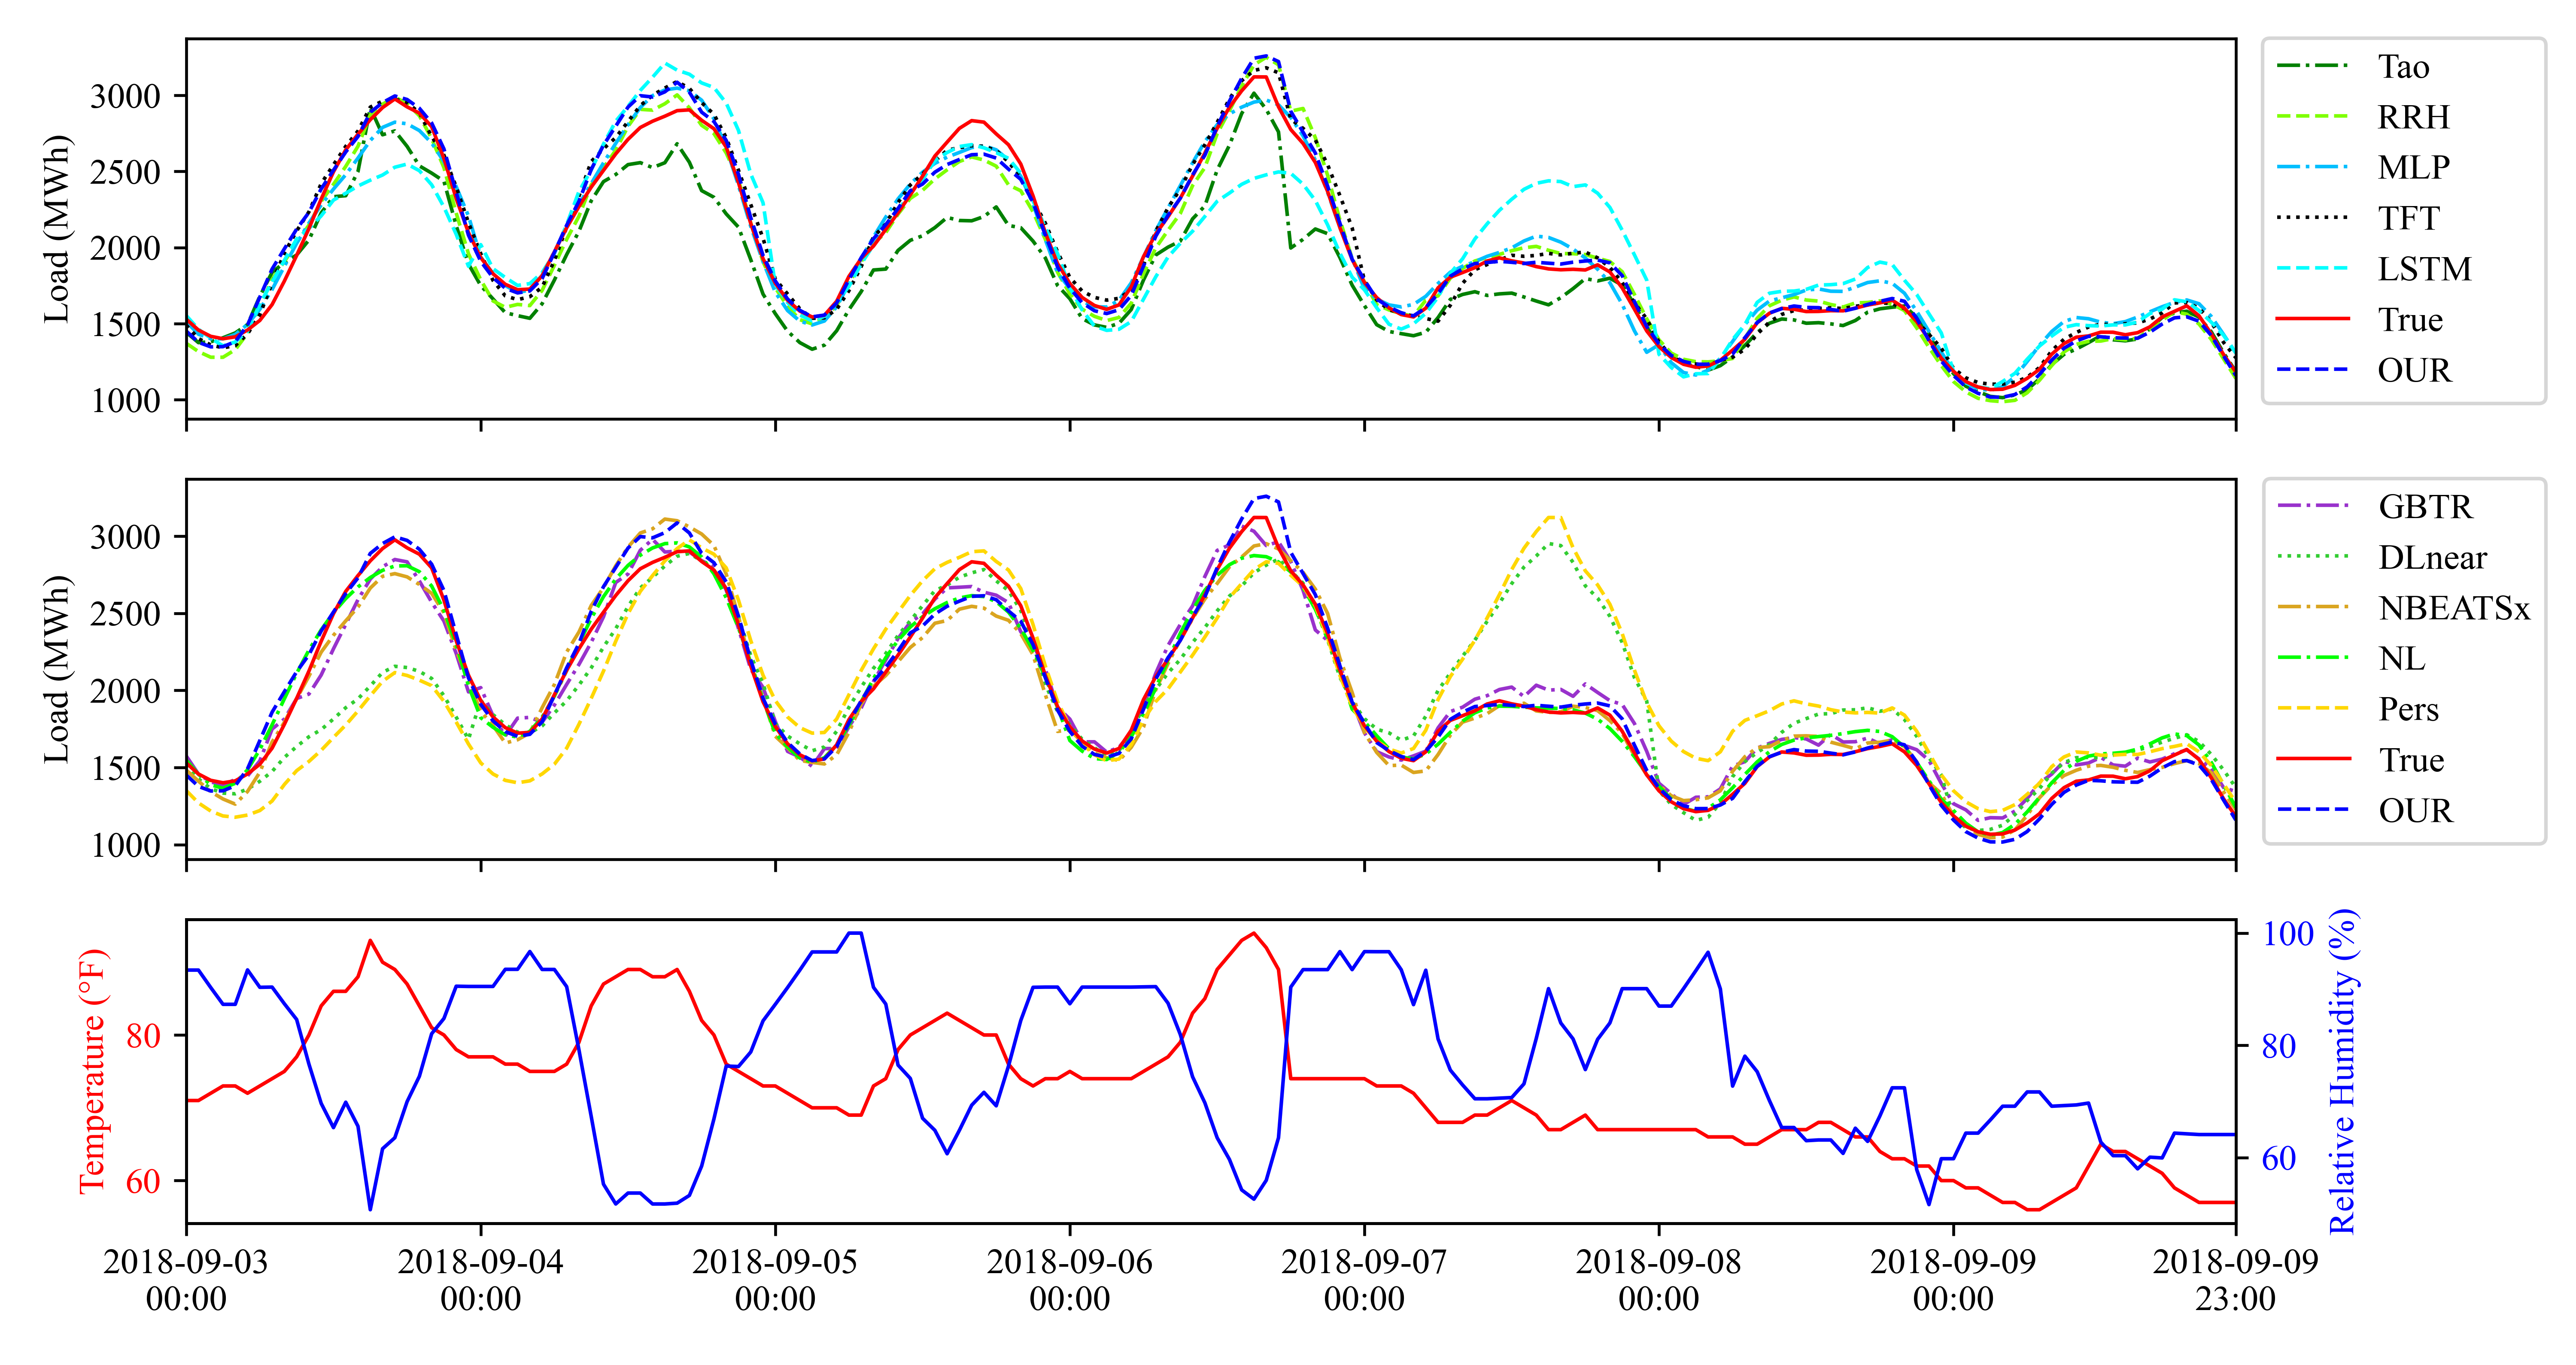 Load (MWh)
3000
2500
2000
1500
1000
Tao
RRH
MLP
TFT
LSTM
True
OUR
Load (MWh)
3000
2500
2000
1500
1000
GBTR
DLnear
NBEATSx
NL
Pers
True
OUR
Temperature (°F)
80
60
100
80
60
Relative Humidity (%)
2018-09-03 2018-09-04 2018-09-05 2018-09-06 2018-09-07 2018-09-08 2018-09-09 2018-09-09
00:00 00:00 00:00 00:00 00:00 00:00 00:00 23:00